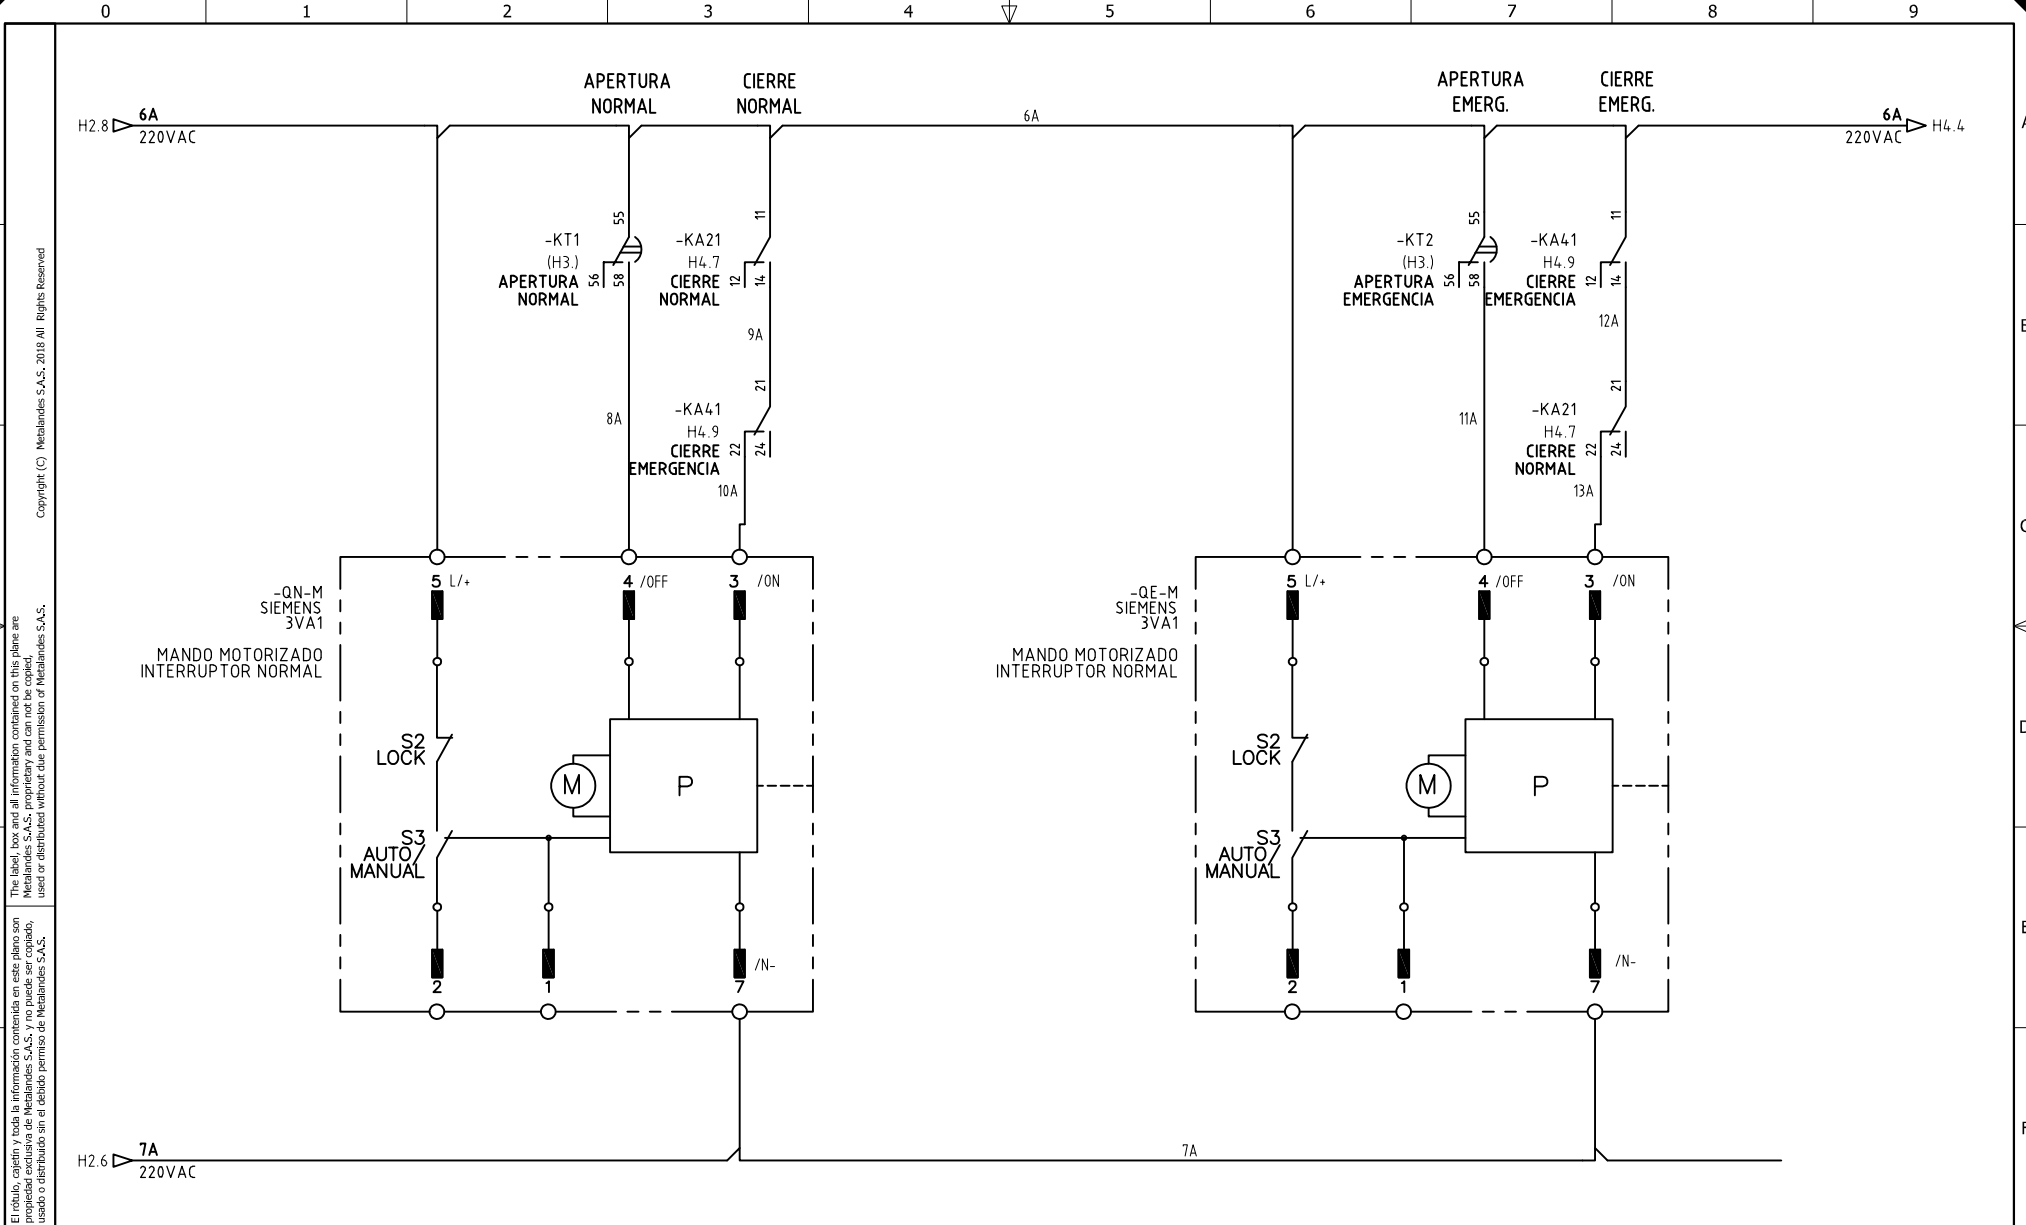 0 1 2 3 4 5 6 7 8 9
APERTURA
NORMAL
CIERRE
NORMAL
APERTURA
EMERG.
CIERRE
EMERG.
H2.8
6A
220VAC
6A
6A
220VAC
H4.4
55
-KT1
(H3.)
APERTURA
NORMAL
56
58
11
-KA21
H4.7
CIERRE
NORMAL
12
14
9A
8A
21
-KA41
H4.9
CIERRE
EMERGENCIA
22
24
10A
55
-KT2
(H3.)
APERTURA
EMERGENCIA
56
58
11
-KA41
H4.9
CIERRE
EMERGENCIA
12
14
12A
11A
21
-KA21
H4.7
CIERRE
NORMAL
22
24
13A
-QN-M
SIEMENS
3VA1
MANDO MOTORIZADO
INTERRUPTOR NORMAL
5 L/+
4 /OFF
3 /ON
S2
LOCK
M
P
S3
AUTO/
MANUAL
2
1
7
/N-
-QE-M
SIEMENS
3VA1
MANDO MOTORIZADO
INTERRUPTOR NORMAL
5 L/+
4 /OFF
3 /ON
S2
LOCK
M
P
S3
AUTO/
MANUAL
2
1
7
/N-
H2.6
7A
220VAC
7A
Copyright (C) Metalandes S.A.S. 2018 All Rights Reserved
The label, box and all information contained on this plane are
Metalandes S.A.S. proprietary and can not be copied,
used or distributed without due permission of Metalandes S.A.S.
El rótulo, cajetín y toda la información contenida en este plano son
propiedad exclusiva de Metalandes S.A.S. y no puede ser copiado,
usado o distribuido sin el debido permiso de Metalandes S.A.S.